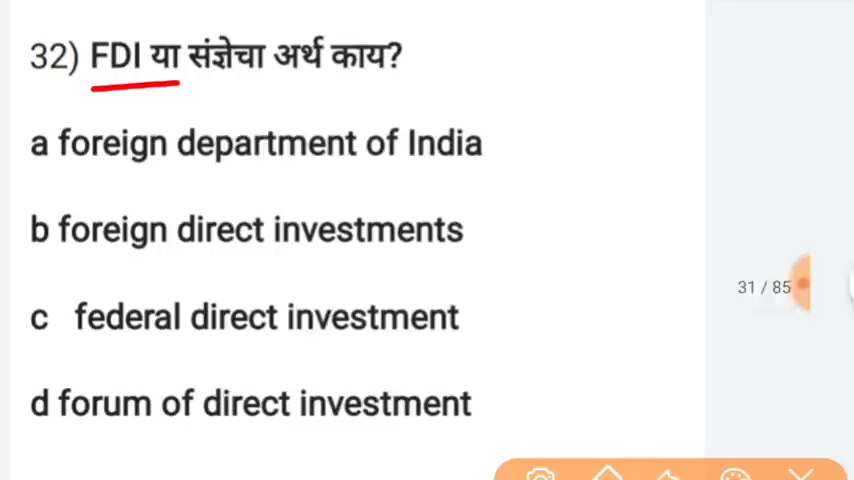 32) FDI या संज्ञेचा अर्थ काय?
a foreign department of India
b foreign direct investments
31 / 85
c federal direct investment
d forum of direct investment